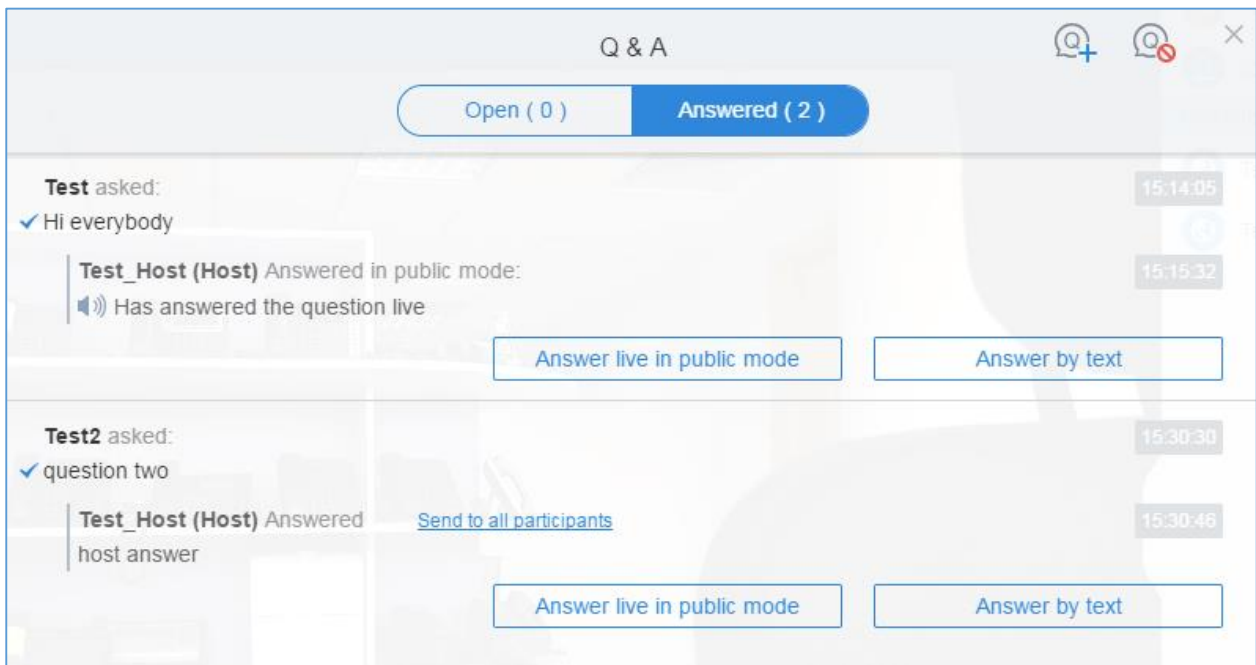 Q & A
Open ( 0 )
Answered ( 2 )
Test asked:
15:14:05
Hi everybody
Test_Host (Host) Answered in public mode:
15:15:32
Has answered the question live
Answer live in public mode
Answer by text
Test2 asked:
15:30:30
question two
Test_Host (Host) Answered
Send to all participants
15:30:46
host answer
Answer live in public mode
Answer by text